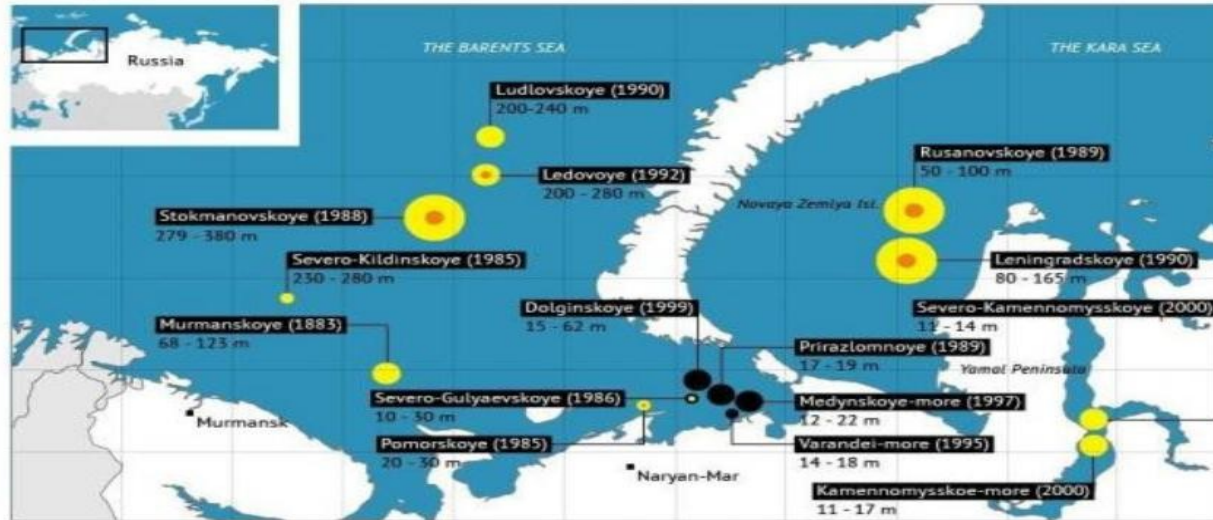 Russia
THE BARENTS SEA
THE KARA SEA
Ludlovskoye (1990)
200-240 m
Ledovoye (1992)
200 - 280 m
Rusanovskoye (1989)
50 - 100 m
Novaya Zemlya Isl.
Stokmanovskoye (1988)
279 - 380 m
Severo-Kildinskoye (1985)
230 - 280 m
Leningradskoye (1990)
80 - 165 m
Dolginskoye (1999)
15 - 62 m
Severo-Kamennomysskoye (2000)
11 - 14 m
Murmanskoye (1883)
68 - 123 m
Prirazlomnoye (1989)
17 - 19 m
Yamal Peninsula
Severo-Gulyaevskoye (1986)
10 - 30 m
Medynskoye-more (1997)
12 - 22 m
Murmansk
Pomorskoye (1985)
20 - 30 m
Varandei-more (1995)
14 - 18 m
Naryan-Mar
Kamennomysskoe-more (2000)
11 - 17 m